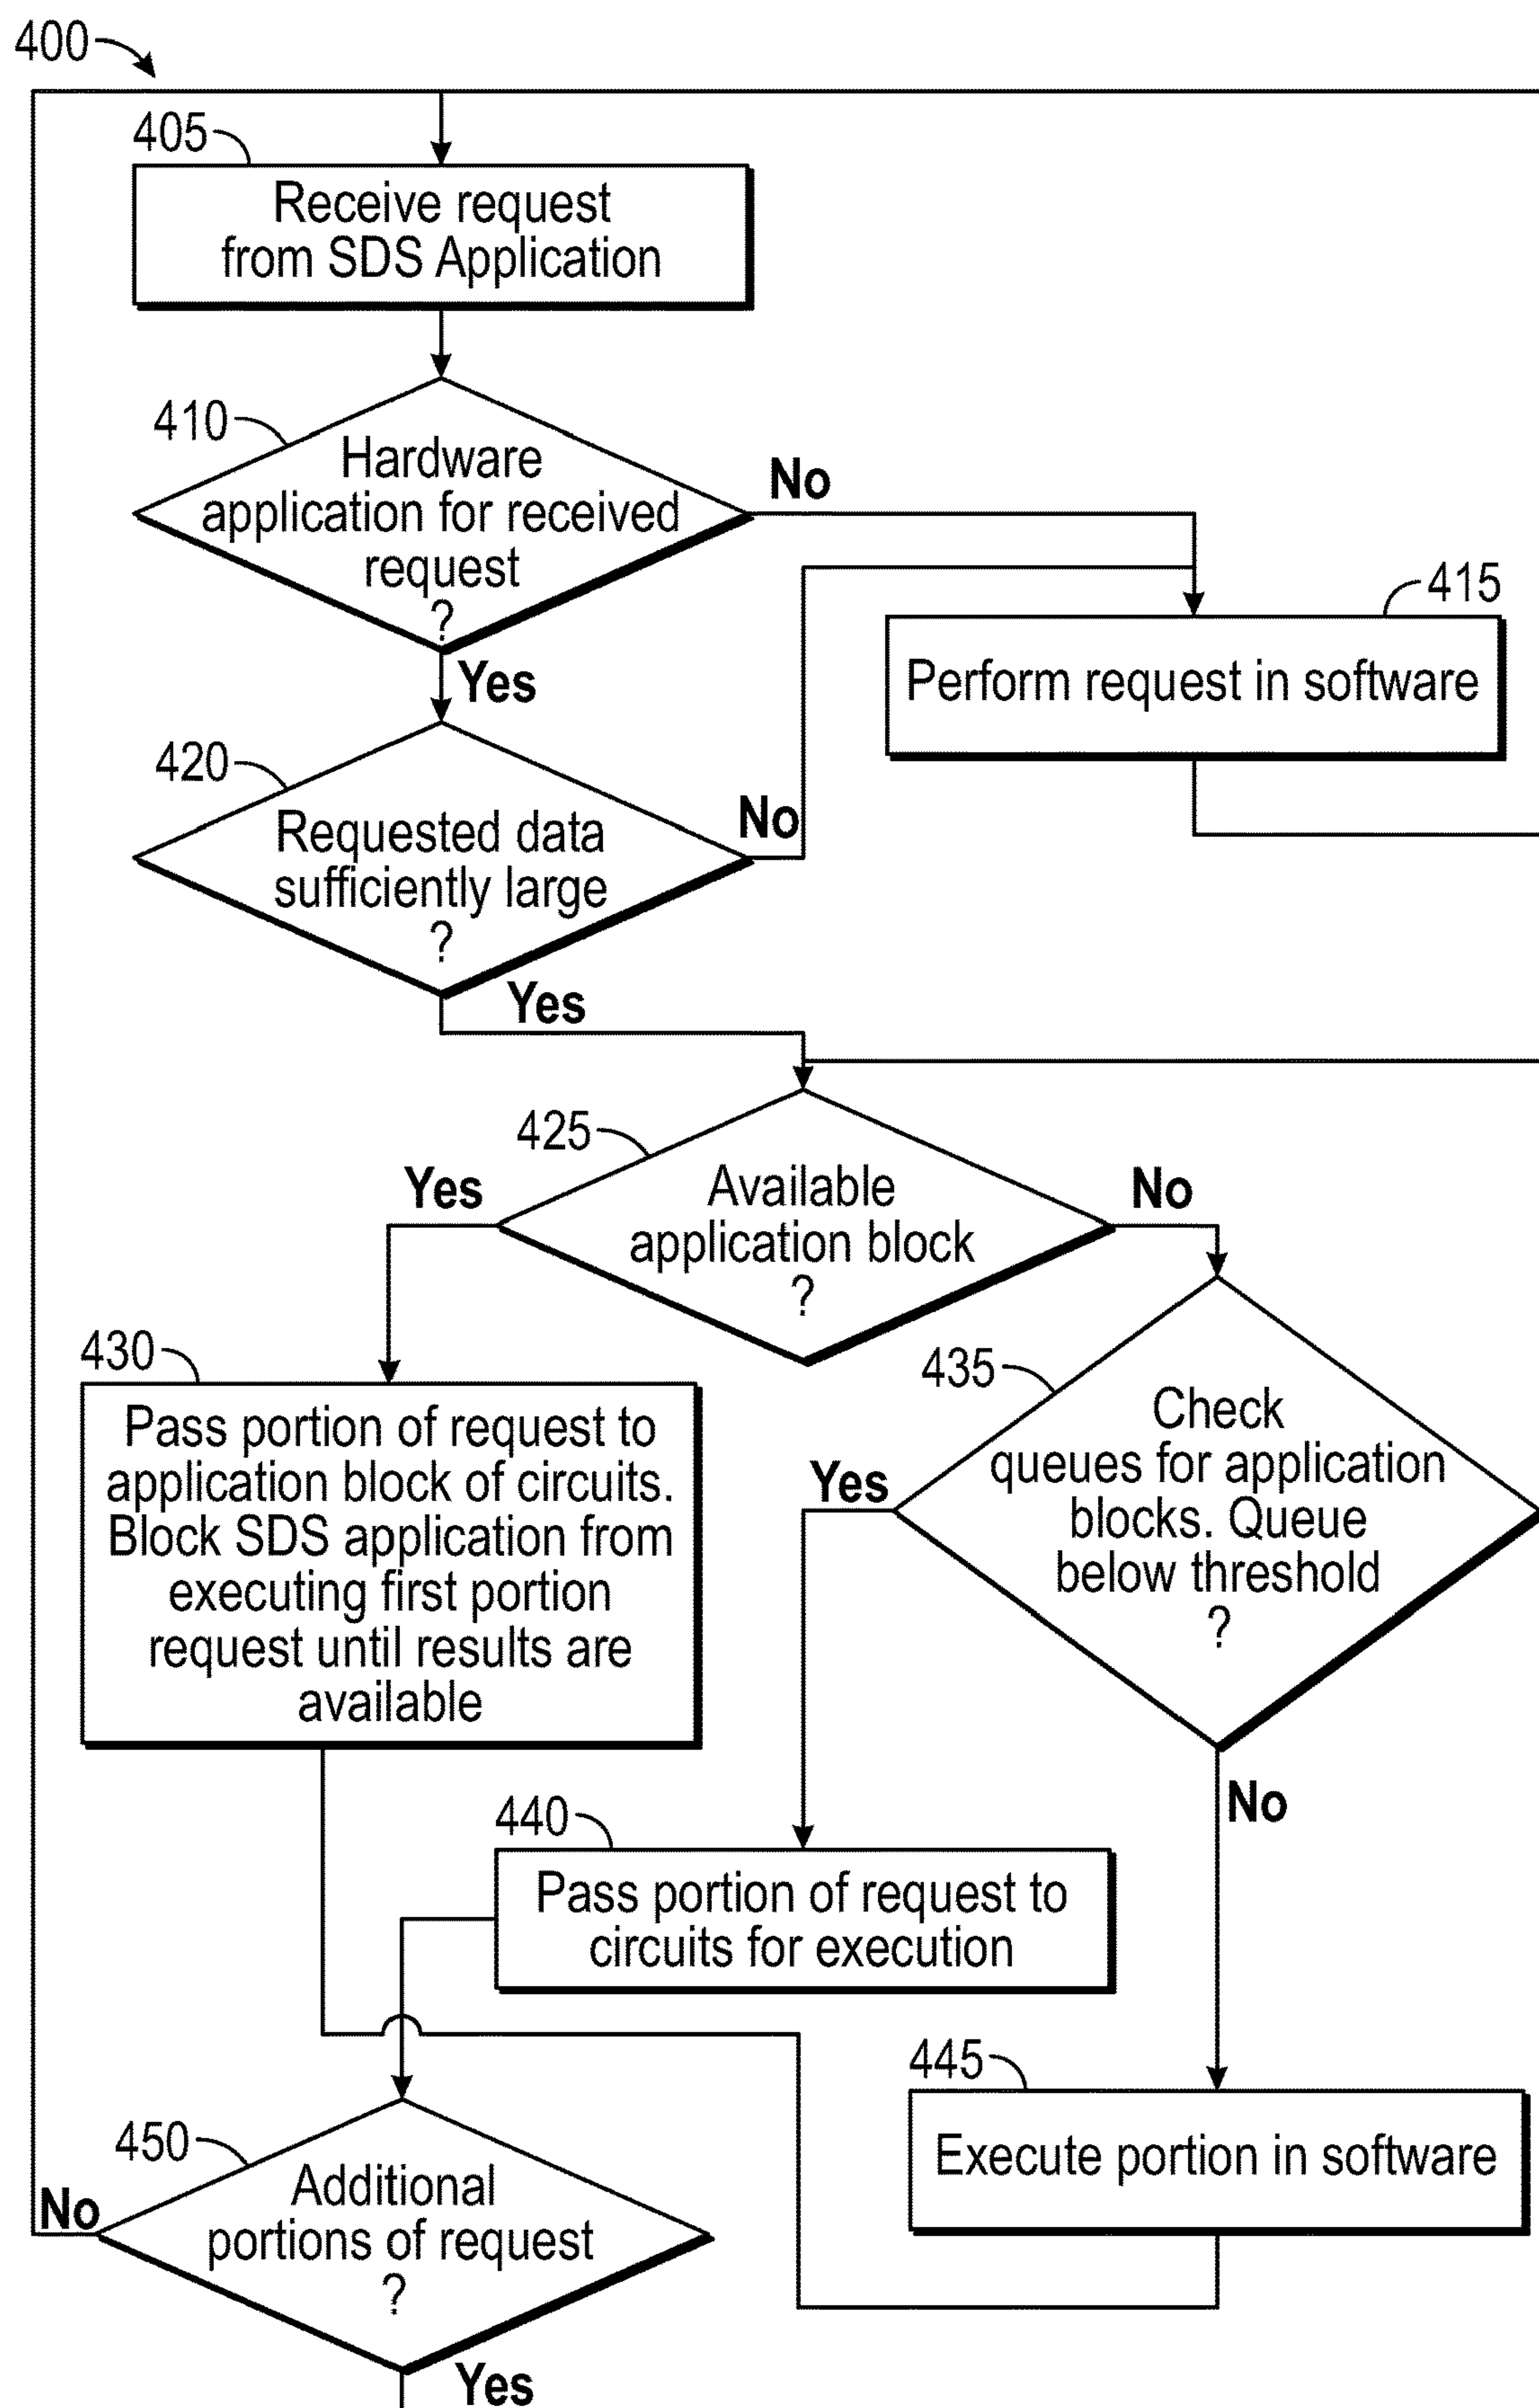 400
405
Receive request
from SDS Application
410
Hardware
application for received
request
?
No
Yes
415
Perform request in software
420
Requested data
sufficiently large
?
No
Yes
425
Available
application block
?
Yes
No
430
Pass portion of request to
application block of circuits.
Block SDS application from
executing first portion
request until results are
available
435
Check
queues for application
blocks. Queue
below threshold
?
Yes
No
440
Pass portion of request to
circuits for execution
445
Execute portion in software
450
Additional
portions of request
?
No
Yes